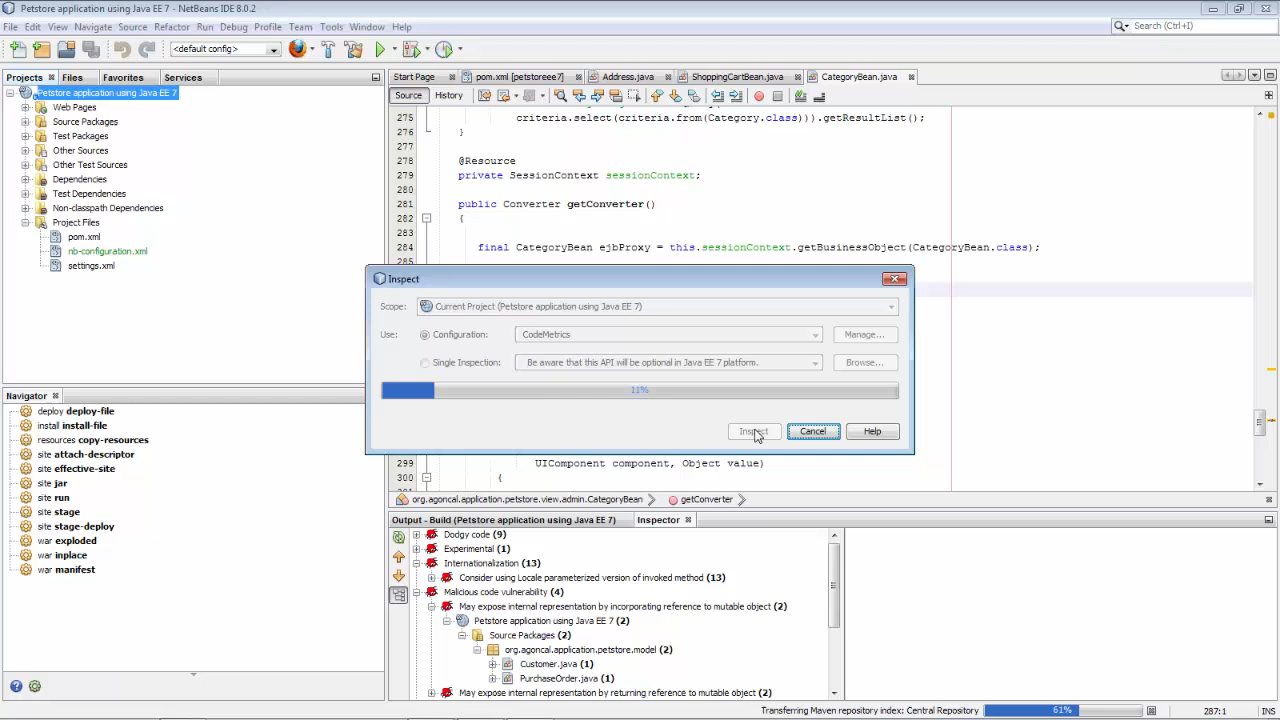 Petstore application using Java EE 7 - NetBeans IDE 8.0.2
File Edit View Navigate Source Refactor Run Debug Profile Team Tools Window Help
Search (Ctrl+I)
<default config>
Projects Files Favorites Services
Petstore application using Java EE 7
Web Pages
Source Packages
Test Packages
Other Sources
Other Test Sources
Dependencies
Test Dependencies
Non-classpath Dependencies
Project Files
pom.xml
nb-configuration.xml
settings.xml
Navigator
deploy deploy-file
install install-file
resources copy-resources
site attach-descriptor
site effective-site
site jar
site run
site stage
site stage-deploy
war exploded
war inplace
war manifest
Start Page pom.xml [petstoreee7] Address.java ShoppingCartBean.java CategoryBean.java
Source History
275 criteria.select(criteria.from(Category.class))).getResultList();
276 }
277
278 @Resource
279 private SessionContext sessionContext;
280
281 public Converter getConverter()
282 {
283
284 final CategoryBean ejbProxy = this.sessionContext.getBusinessObject(CategoryBean.class);
285
Inspect
Scope: Current Project (Petstore application using Java EE 7)
Use: Configuration: CodeMetrics Manage...
Single Inspection: Be aware that this API will be optional in Java EE 7 platform. Browse...
11%
Inspect Cancel Help
299 UIComponent component, Object value)
300 {
org.agoncal.application.petstore.view.admin.CategoryBean getConverter
Output - Build (Petstore application using Java EE 7) Inspector
Dodgy code (9)
Experimental (1)
Internationalization (13)
Consider using Locale parameterized version of invoked method (13)
Malicious code vulnerability (4)
May expose internal representation by incorporating reference to mutable object (2)
Petstore application using Java EE 7 (2)
Source Packages (2)
org.agoncal.application.petstore.model (2)
Customer.java (1)
PurchaseOrder.java (1)
May expose internal representation by returning reference to mutable object (2)
Transferring Maven repository index: Central Repository 61% 287:1 INS